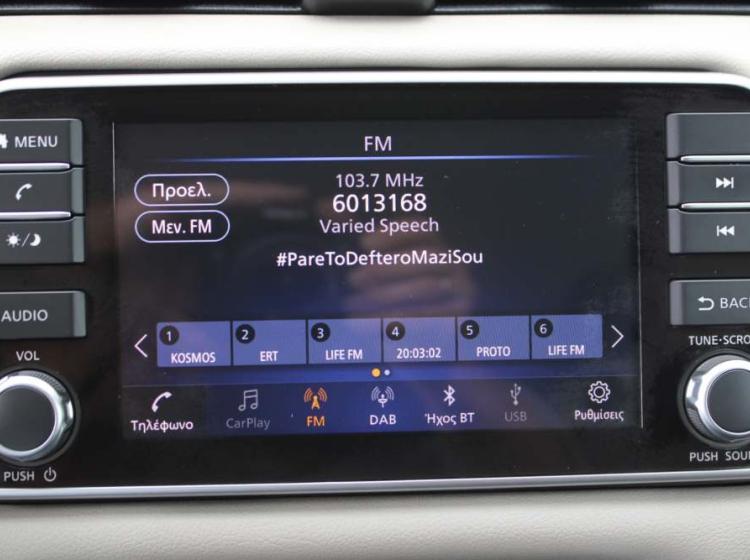 FM
MENU
Προελ.
103.7 MHz
6013168
Μεν. FM
Varied Speech
#PareToDefteroMaziSou
AUDIO
BACK
VOL
TUNE·SCRO
1
2
3
4
5
6
KOSMOS
ERT
LIFE FM
20:03:02
PROTO
LIFE FM
Τηλέφωνο
CarPlay
FM
DAB
Ήχος BT
USB
Ρυθμίσεις
PUSH
PUSH SOU